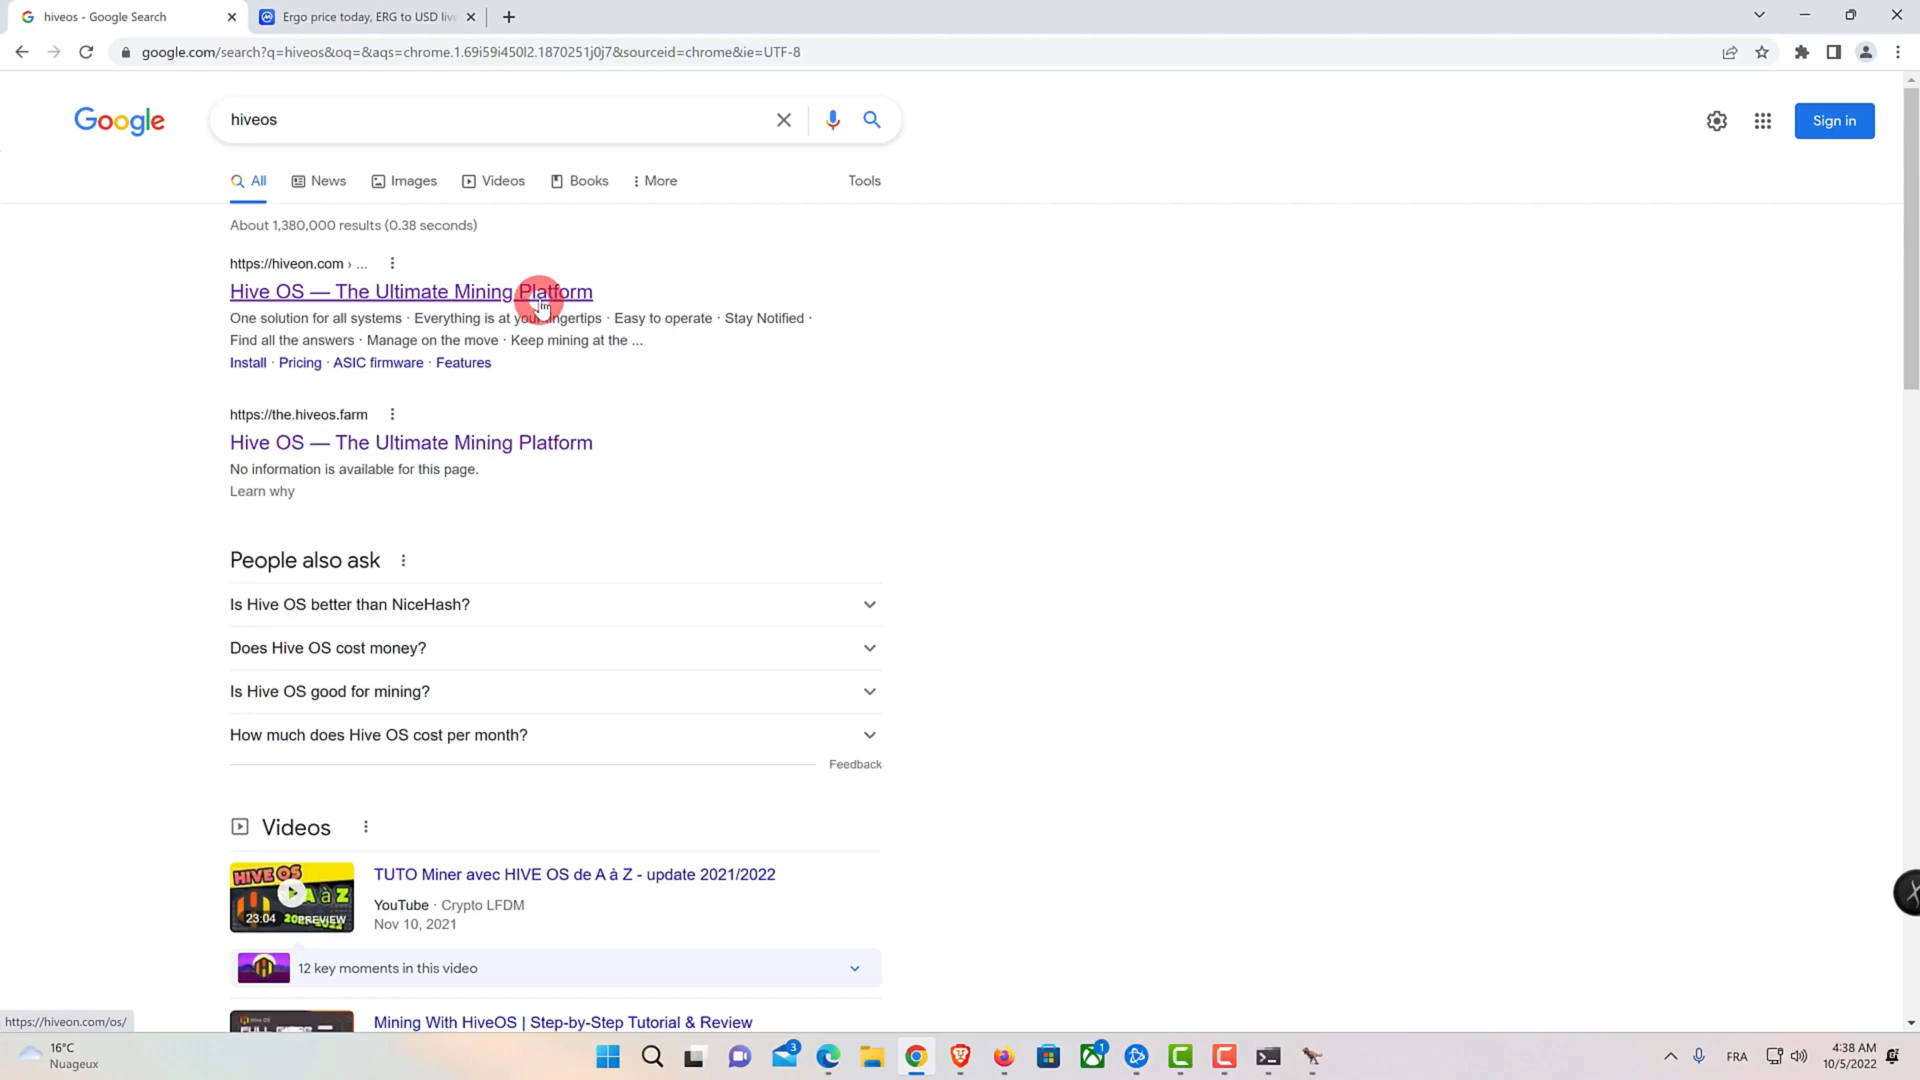 hiveos - Google Search
Ergo price today, ERG to USD live
google.com/search?q=hiveos&oq=&aqs=chrome.1.69i59i450l2.1870251j0j7&sourceid=chrome&ie=UTF-8
Google
hiveos
Sign in
All
News
Images
Videos
Books
More
Tools
About 1,380,000 results (0.38 seconds)
https://hiveon.com › ...
Hive OS — The Ultimate Mining Platform
One solution for all systems · Everything is at your fingertips · Easy to operate · Stay Notified ·
Find all the answers · Manage on the move · Keep mining at the ...
Install · Pricing · ASIC firmware · Features
https://the.hiveos.farm
Hive OS — The Ultimate Mining Platform
No information is available for this page.
Learn why
People also ask
Is Hive OS better than NiceHash?
Does Hive OS cost money?
Is Hive OS good for mining?
How much does Hive OS cost per month?
Feedback
Videos
HIVE OS
A à Z
23:04
PREVIEW
TUTO Miner avec HIVE OS de A à Z - update 2021/2022
YouTube · Crypto LFDM
Nov 10, 2021
12 key moments in this video
Hive OS
Mining With HiveOS | Step-by-Step Tutorial & Review
https://hiveon.com/os/
16°C
Nuageux
3
1
FRA
4:38 AM
10/5/2022